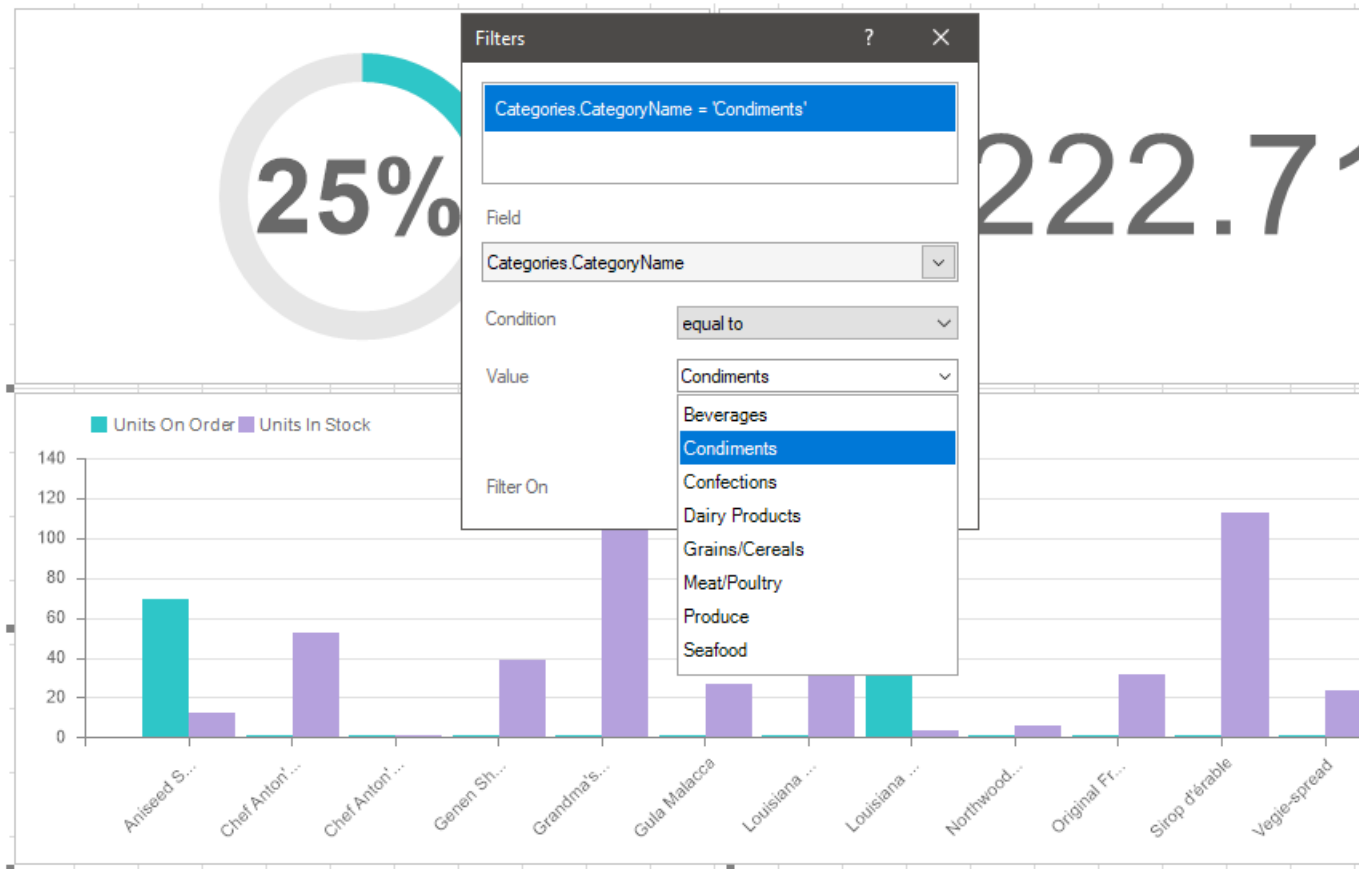 Filters ?
Categories.CategoryName = 'Condiments'
25%
222.71
Field
Categories.CategoryName
Condition
equal to
Value
Condiments
Beverages
Condiments
Confections
Dairy Products
Grains/Cereals
Meat/Poultry
Produce
Seafood
Filter On
Units On Order Units In Stock
140
120
100
80
60
40
20
0
Aniseed S...
Chef Anton'...
Chef Anton'...
Genen Sh...
Grandma's...
Gula Malacca
Louisiana ...
Louisiana ...
Northwood...
Original Fr...
Sirop d'érable
Vegie-spread